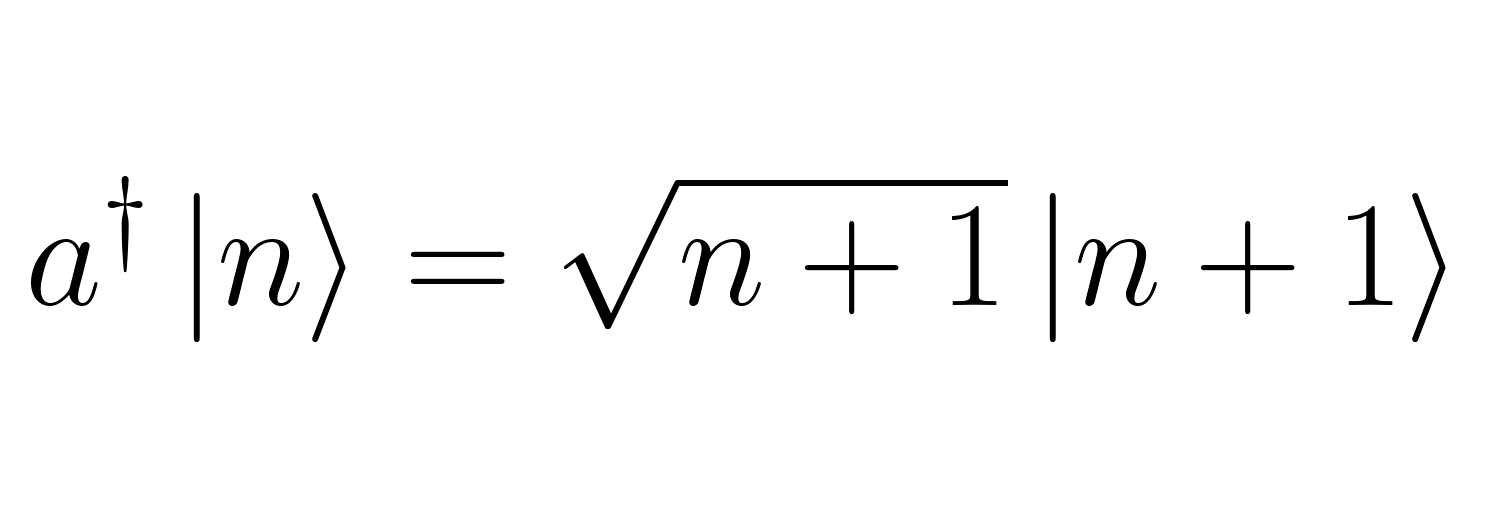 a† |n⟩ = √(n + 1) |n + 1⟩